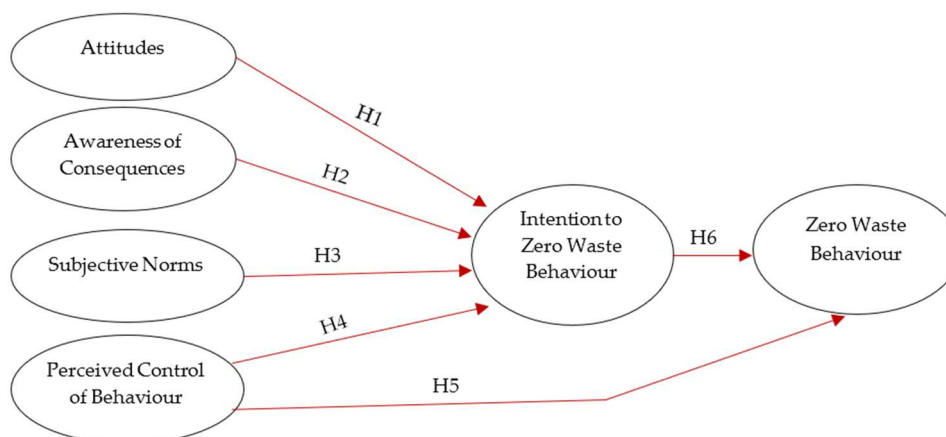 Attitudes
H1
Awareness of
Consequences
H2
Subjective Norms
H3
Perceived Control
of Behaviour
H4
H5
Intention to
Zero Waste
Behaviour
H6
Zero Waste
Behaviour